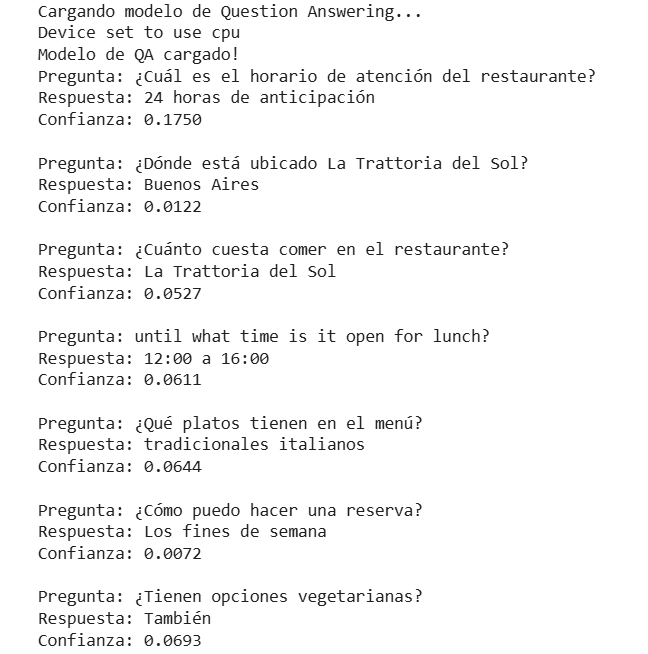 Cargando modelo de Question Answering...
Device set to use cpu
Modelo de QA cargado!
Pregunta: ¿Cuál es el horario de atención del restaurante?
Respuesta: 24 horas de anticipación
Confianza: 0.1750
Pregunta: ¿Dónde está ubicado La Trattoria del Sol?
Respuesta: Buenos Aires
Confianza: 0.0122
Pregunta: ¿Cuánto cuesta comer en el restaurante?
Respuesta: La Trattoria del Sol
Confianza: 0.0527
Pregunta: until what time is it open for lunch?
Respuesta: 12:00 a 16:00
Confianza: 0.0611
Pregunta: ¿Qué platos tienen en el menú?
Respuesta: tradicionales italianos
Confianza: 0.0644
Pregunta: ¿Cómo puedo hacer una reserva?
Respuesta: Los fines de semana
Confianza: 0.0072
Pregunta: ¿Tienen opciones vegetarianas?
Respuesta: También
Confianza: 0.0693